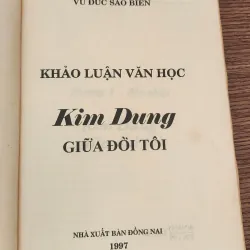 VŨ ĐỨC SAO BIỂN
KHẢO LUẬN VĂN HỌC
Kim Dung
GIỮA ĐỜI TÔI
NHÀ XUẤT BẢN ĐỒNG NAI
1997